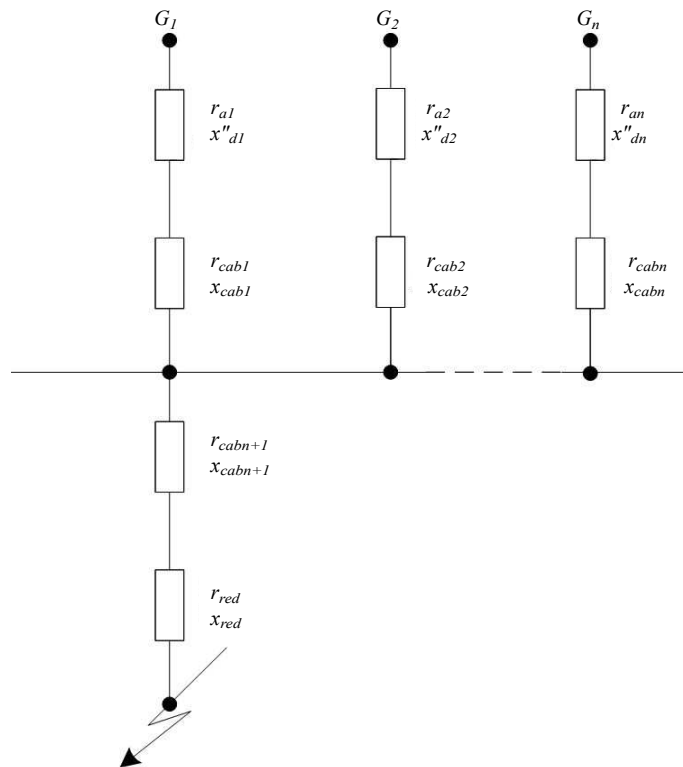 G1 G2 Gn
ra1 ra2 ran
x"d1 x"d2 x"dn
rcab1 rcab2 rcabn
xcab1 xcab2 xcabn
rcabn+1
xcabn+1
rred
xred